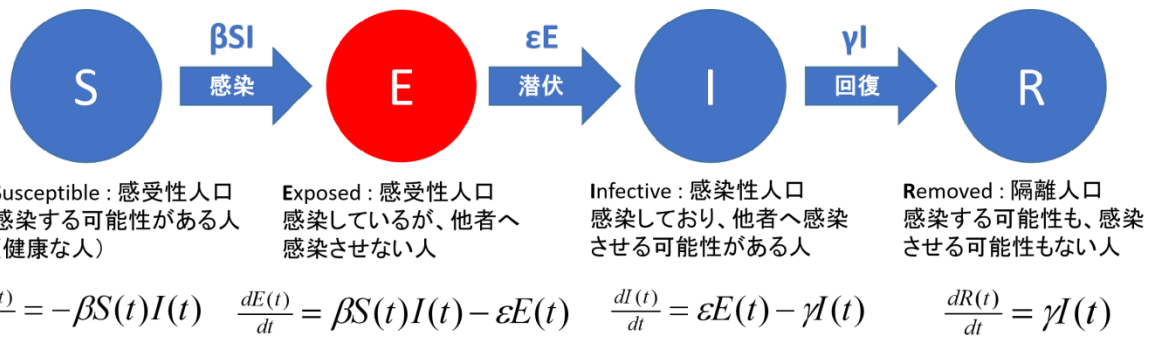 βSI
εE
γI
S
感染
E
潜伏
I
回復
R
usceptible : 感受性人口
感染する可能性がある人
健康な人）
Exposed : 感受性人口
感染しているが、他者へ
感染させない人
Infective : 感染性人口
感染しており、他者へ感染
させる可能性がある人
Removed : 隔離人口
感染する可能性も、感染
させる可能性もない人
= −βS(t)I(t)
dE(t)/dt = βS(t)I(t) − εE(t)
dI(t)/dt = εE(t) − γI(t)
dR(t)/dt = γI(t)